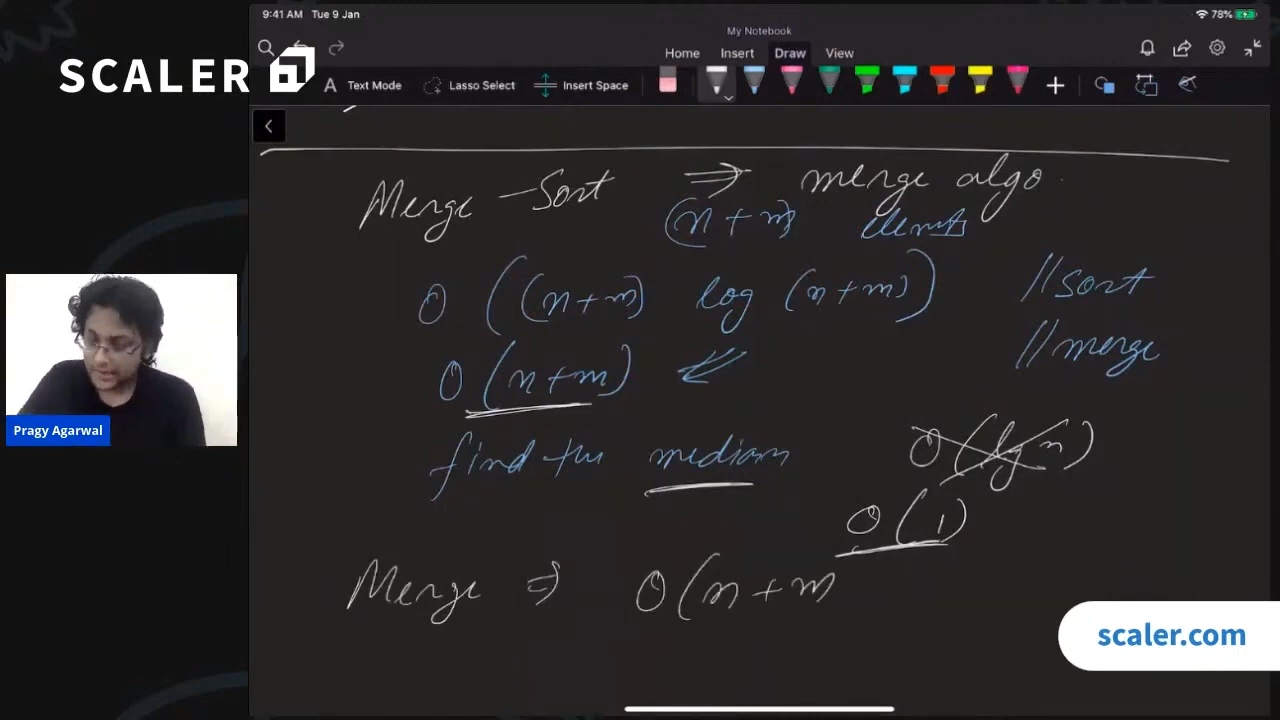 9:41 AM Tue 9 Jan
78%
My Notebook
Home Insert Draw View
SCALER
Text Mode Lasso Select Insert Space
Merge - Sort ⇒ merge algo
(n+m) elements
O ((n+m) log (n+m)) //sort
O (n+m) //merge
find the median
O(log n)
O(1)
Merge ⇒ O(n+m
Pragy Agarwal
scaler.com